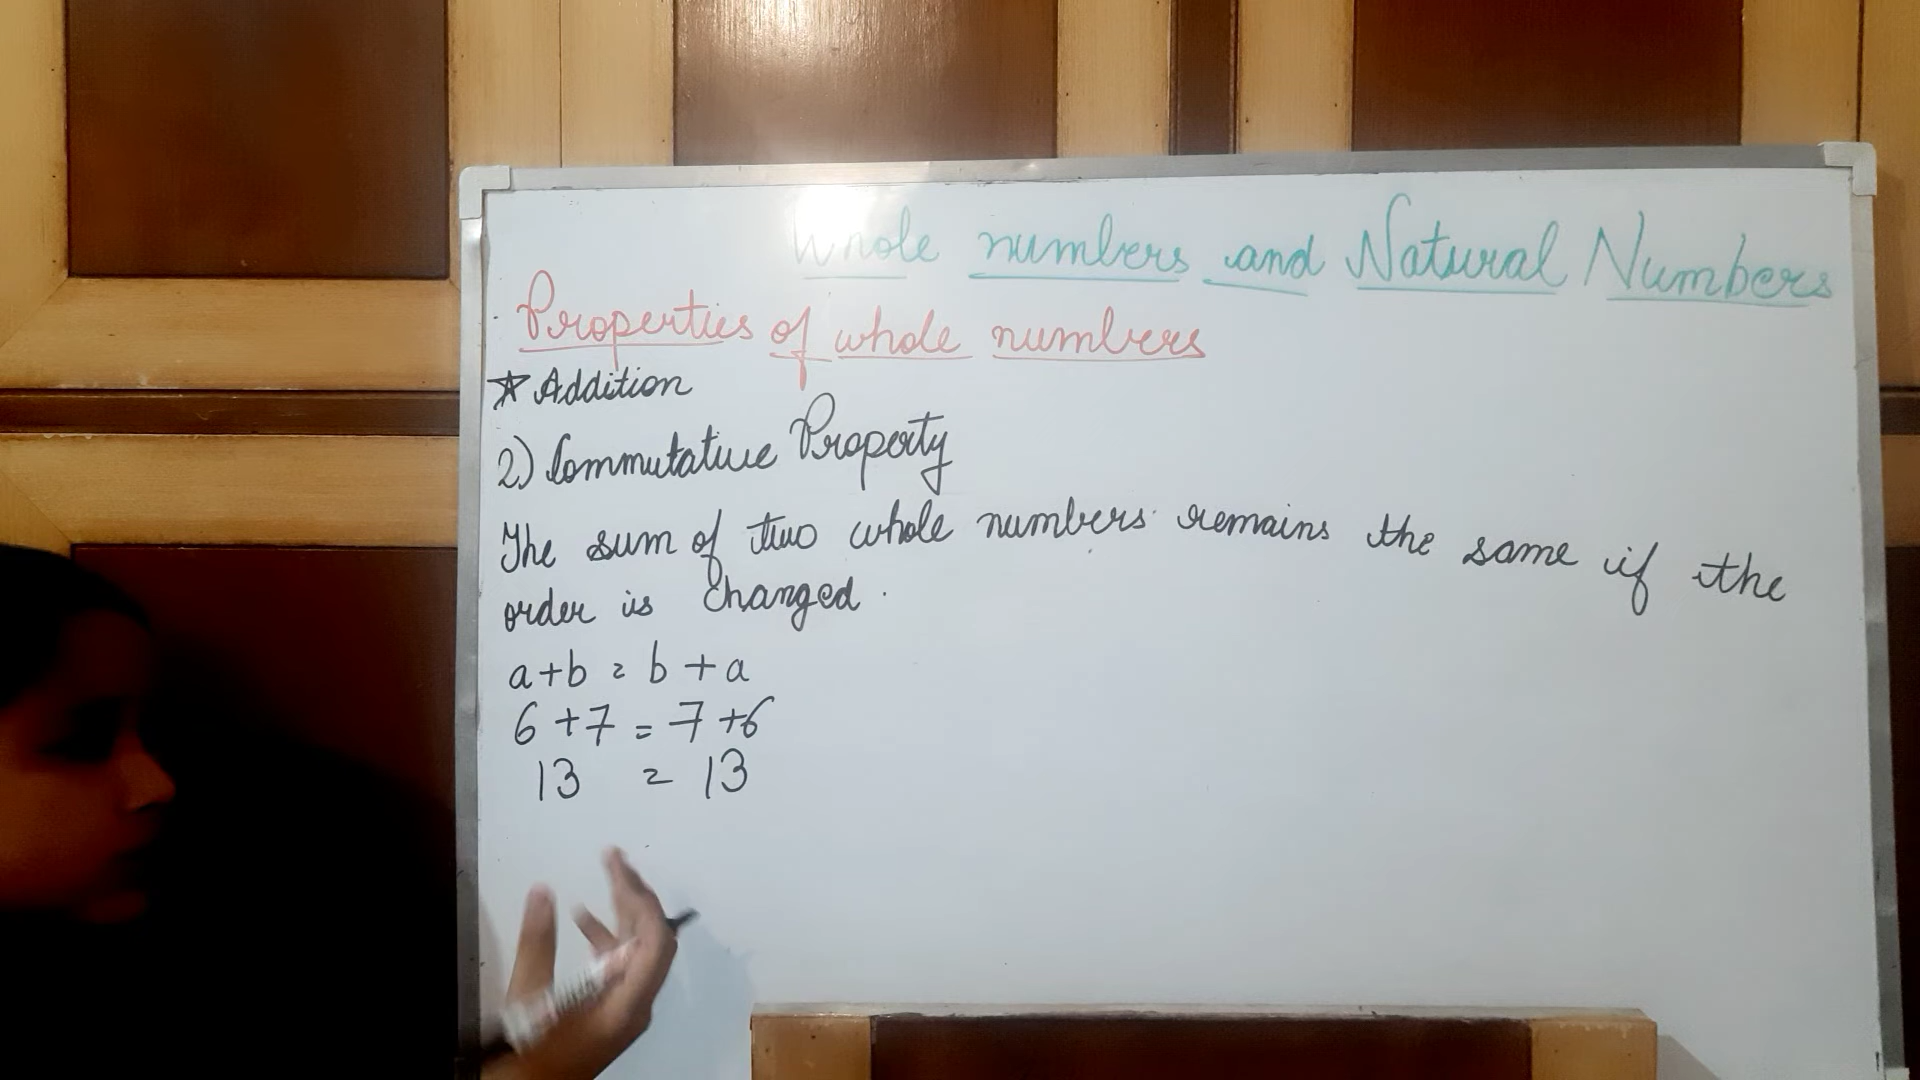 Whole numbers and Natural Numbers
Properties of whole numbers
★ Addition
2) Commutative Property
The sum of two whole numbers remains the same if the
order is changed.
a+b = b + a
6 + 7 = 7 + 6
13 = 13